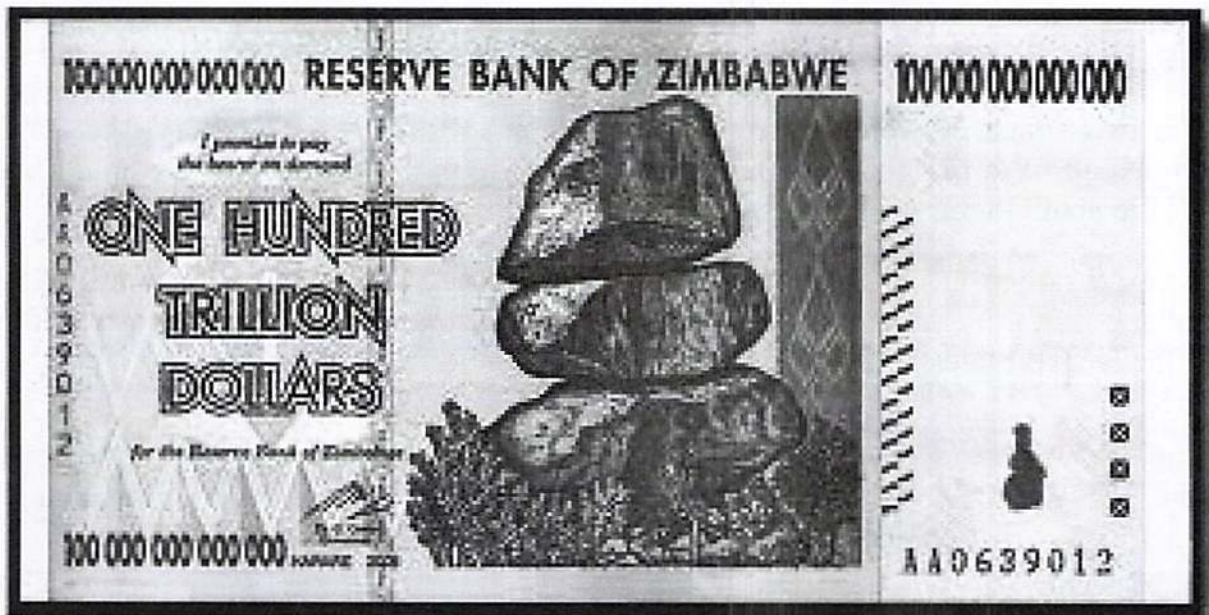 100 000 000 000 000 RESERVE BANK OF ZIMBABWE 100 000 000 000 000
I promise to pay
the bearer on demand
ONE HUNDRED
TRILLION
DOLLARS
for the Reserve Bank of Zimbabwe
100 000 000 000 000 HARARE
AA0639012
AA0639012